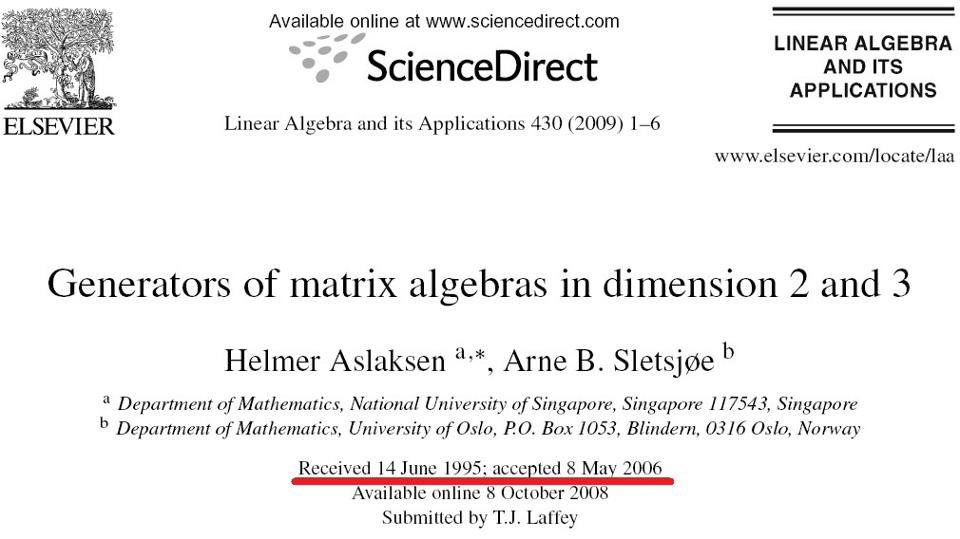 Available online at www.sciencedirect.com
ScienceDirect
ELSEVIER
Linear Algebra and its Applications 430 (2009) 1–6
LINEAR ALGEBRA
AND ITS
APPLICATIONS
www.elsevier.com/locate/laa
Generators of matrix algebras in dimension 2 and 3
Helmer Aslaksen a,*, Arne B. Sletsjøe b
a Department of Mathematics, National University of Singapore, Singapore 117543, Singapore
b Department of Mathematics, University of Oslo, P.O. Box 1053, Blindern, 0316 Oslo, Norway
Received 14 June 1995; accepted 8 May 2006
Available online 8 October 2008
Submitted by T.J. Laffey